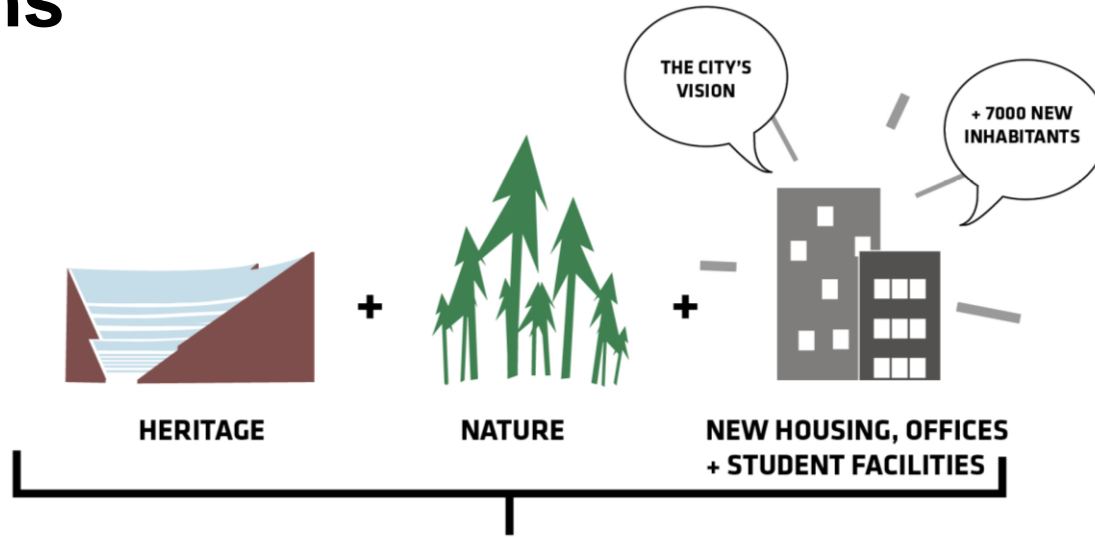 THE CITY'S
VISION
+ 7000 NEW
INHABITANTS
+
+
HERITAGE
NATURE
NEW HOUSING, OFFICES
+ STUDENT FACILITIES